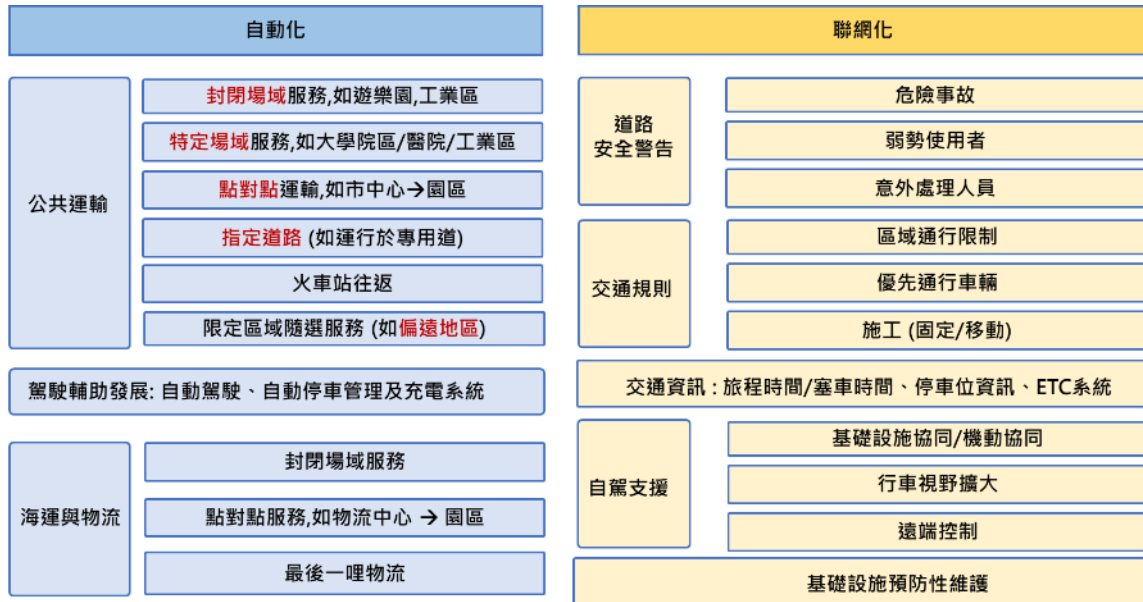 自動化
公共運輸
封閉場域服務,如遊樂園,工業區
特定場域服務,如大學院區/醫院/工業區
點對點運輸,如市中心→園區
指定道路 (如運行於專用道)
火車站往返
限定區域隨選服務 (如偏遠地區)
駕駛輔助發展: 自動駕駛、自動停車管理及充電系統
海運與物流
封閉場域服務
點對點服務,如物流中心 → 園區
最後一哩物流
聯網化
道路
安全警告
危險事故
弱勢使用者
意外處理人員
交通規則
區域通行限制
優先通行車輛
施工 (固定/移動)
交通資訊 : 旅程時間/塞車時間、停車位資訊、ETC系統
自駕支援
基礎設施協同/機動協同
行車視野擴大
遠端控制
基礎設施預防性維護